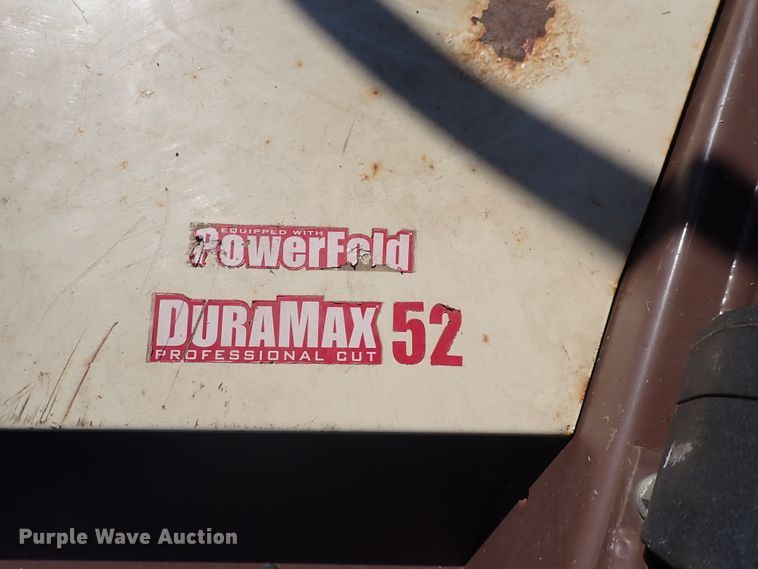 EQUIPPED WITH
PowerFold
DURAMAX 52
PROFESSIONAL CUT
Purple Wave Auction